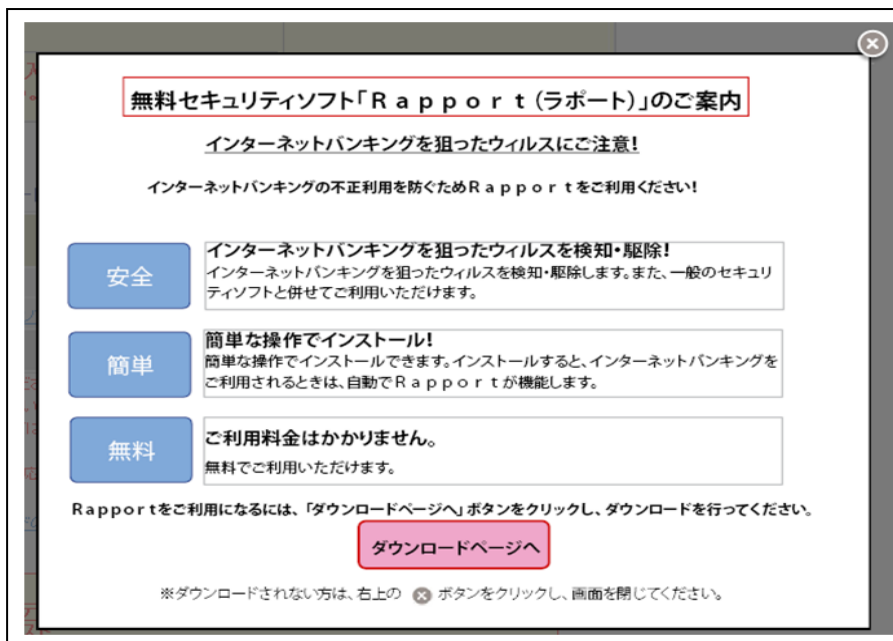 無料セキュリティソフト「Rapport(ラポート)」のご案内
インターネットバンキングを狙ったウィルスにご注意!
インターネットバンキングの不正利用を防ぐためRapportをご利用ください!
安全
インターネットバンキングを狙ったウィルスを検知・駆除!
インターネットバンキングを狙ったウィルスを検知・駆除します。また、一般のセキュリ
ティソフトと併せてご利用いただけます。
簡単
簡単な操作でインストール!
簡単な操作でインストールできます。インストールすると、インターネットバンキングを
ご利用されるときは、自動でRapportが機能します。
無料
ご利用料金はかかりません。
無料でご利用いただけます。
Rapportをご利用になるには、「ダウンロードページへ」ボタンをクリックし、ダウンロードを行ってください。
ダウンロードページへ
※ダウンロードされない方は、右上の ボタンをクリックし、画面を閉じてください。